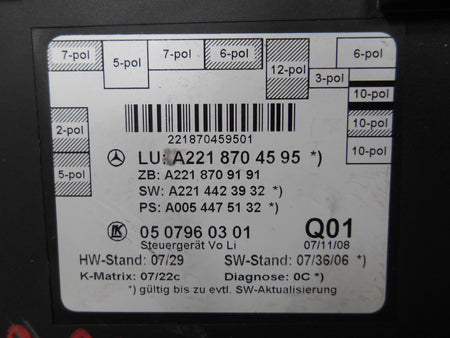 7-pol 5-pol 7-pol 6-pol 12-pol 3-pol 6-pol
10-pol
2-pol 10-pol
5-pol 10-pol
221870459501
LU: A221 870 45 95 *)
ZB: A221 870 91 91
SW: A221 442 39 32 *)
PS: A005 447 51 32 *)
LK 05 0796 03 01 Q01
Steuergerät Vo Li 07/11/08
HW-Stand: 07/29 SW-Stand: 07/36/06 *)
K-Matrix: 07/22c Diagnose: 0C *)
*) gültig bis zu evtl. SW-Aktualisierung